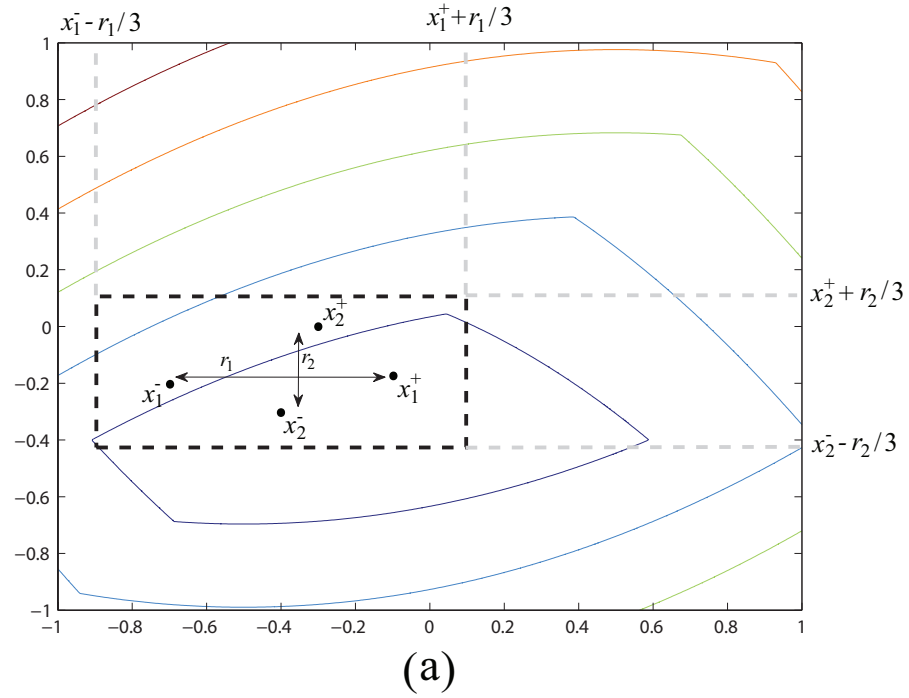 x₁⁻- r₁/3 x₁⁺+ r₁/3
1
0.8
0.6
0.4
0.2
x₂⁺+ r₂/3
x₂⁺
0
r₁ r₂
−0.2
x₁⁻ x₁⁺
x₂⁻
−0.4
x₂⁻- r₂/3
−0.6
−0.8
−1
−1 −0.8 −0.6 −0.4 −0.2 0 0.2 0.4 0.6 0.8 1
(a)